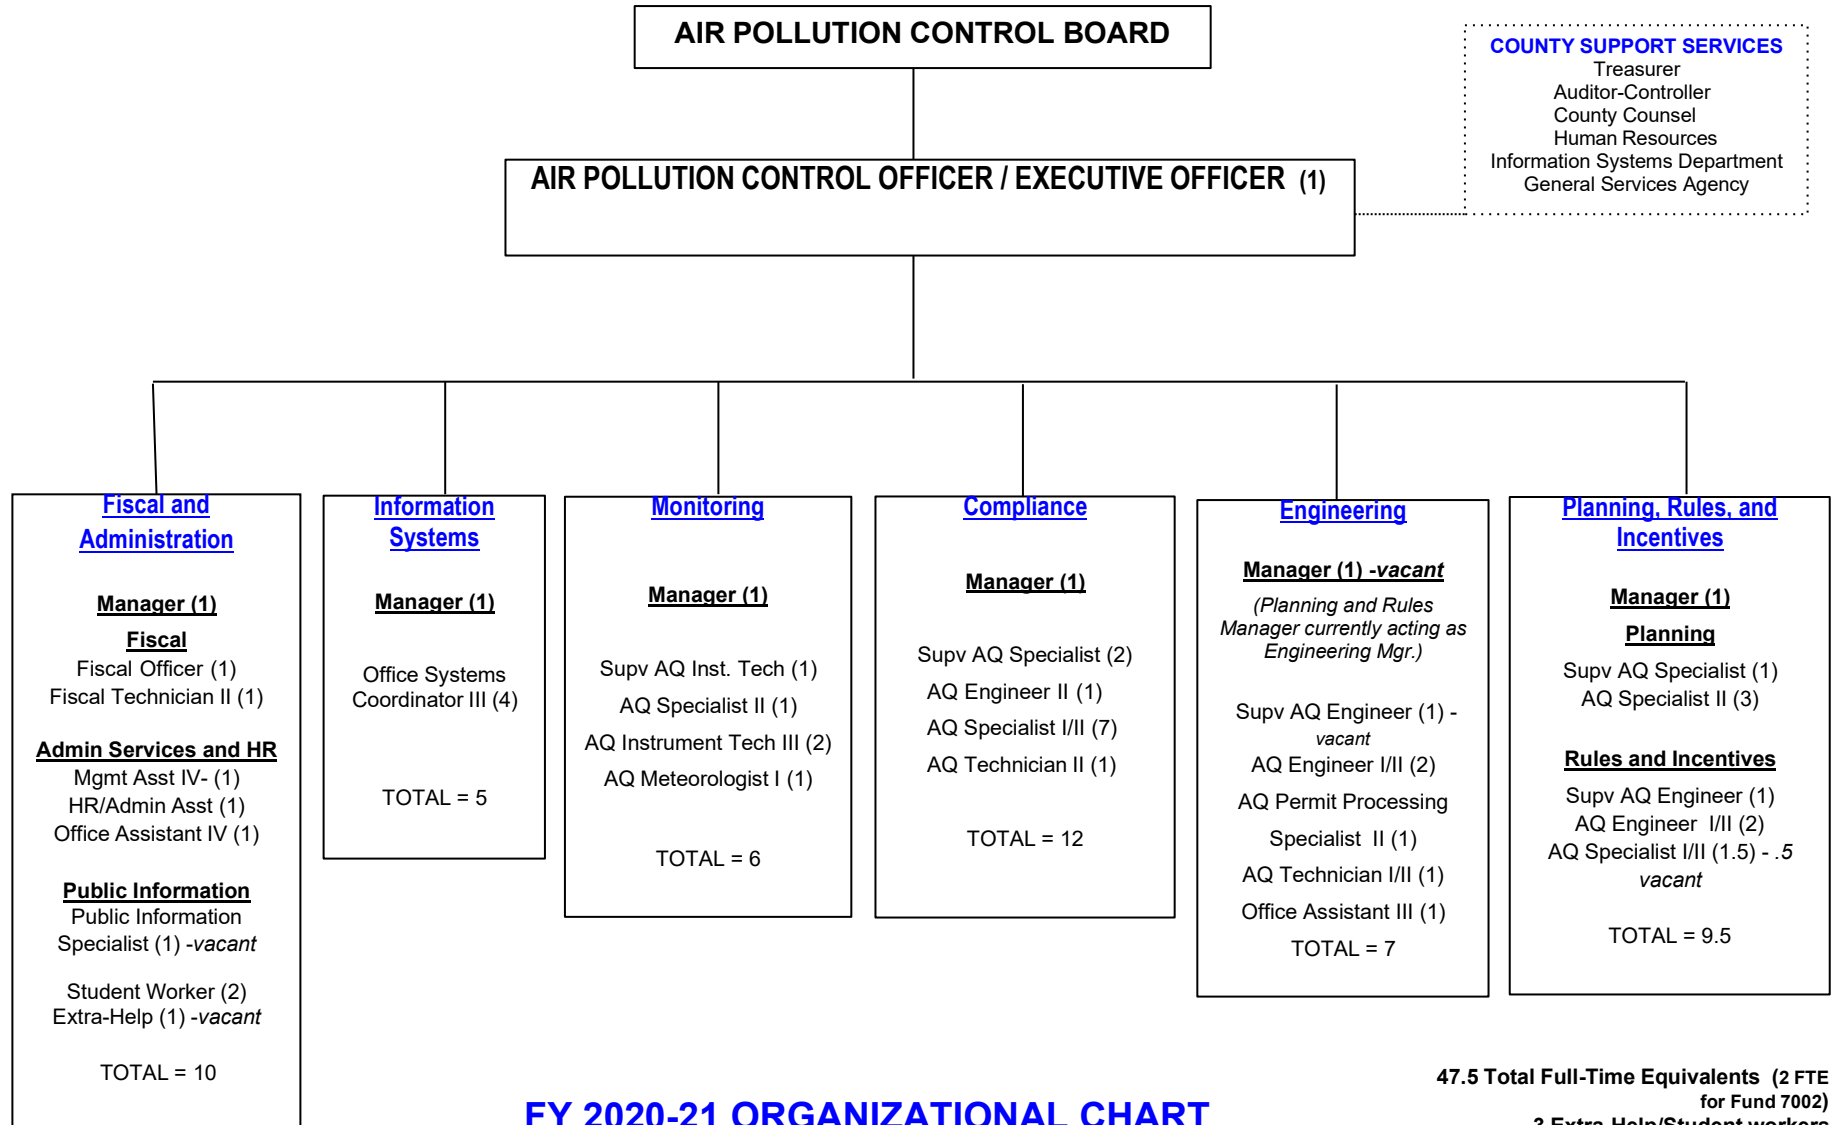 AIR POLLUTION CONTROL BOARD
COUNTY SUPPORT SERVICES
Treasurer
Auditor-Controller
County Counsel
Human Resources
Information Systems Department
General Services Agency
AIR POLLUTION CONTROL OFFICER / EXECUTIVE OFFICER (1)
Fiscal and
Administration
Manager (1)
Fiscal
Fiscal Officer (1)
Fiscal Technician II (1)
Admin Services and HR
Mgmt Asst IV- (1)
HR/Admin Asst (1)
Office Assistant IV (1)
Public Information
Public Information
Specialist (1) -vacant
Student Worker (2)
Extra-Help (1) -vacant
TOTAL = 10
Information
Systems
Manager (1)
Office Systems
Coordinator III (4)
TOTAL = 5
Monitoring
Manager (1)
Supv AQ Inst. Tech (1)
AQ Specialist II (1)
AQ Instrument Tech III (2)
AQ Meteorologist I (1)
TOTAL = 6
Compliance
Manager (1)
Supv AQ Specialist (2)
AQ Engineer II (1)
AQ Specialist I/II (7)
AQ Technician II (1)
TOTAL = 12
Engineering
Manager (1) -vacant
(Planning and Rules
Manager currently acting as
Engineering Mgr.)
Supv AQ Engineer (1) -
vacant
AQ Engineer I/II (2)
AQ Permit Processing
Specialist II (1)
AQ Technician I/II (1)
Office Assistant III (1)
TOTAL = 7
Planning, Rules, and
Incentives
Manager (1)
Planning
Supv AQ Specialist (1)
AQ Specialist II (3)
Rules and Incentives
Supv AQ Engineer (1)
AQ Engineer I/II (2)
AQ Specialist I/II (1.5) - .5
vacant
TOTAL = 9.5
FY 2020-21 ORGANIZATIONAL CHART
47.5 Total Full-Time Equivalents (2 FTE
for Fund 7002)
3 Extra-Help/Student workers